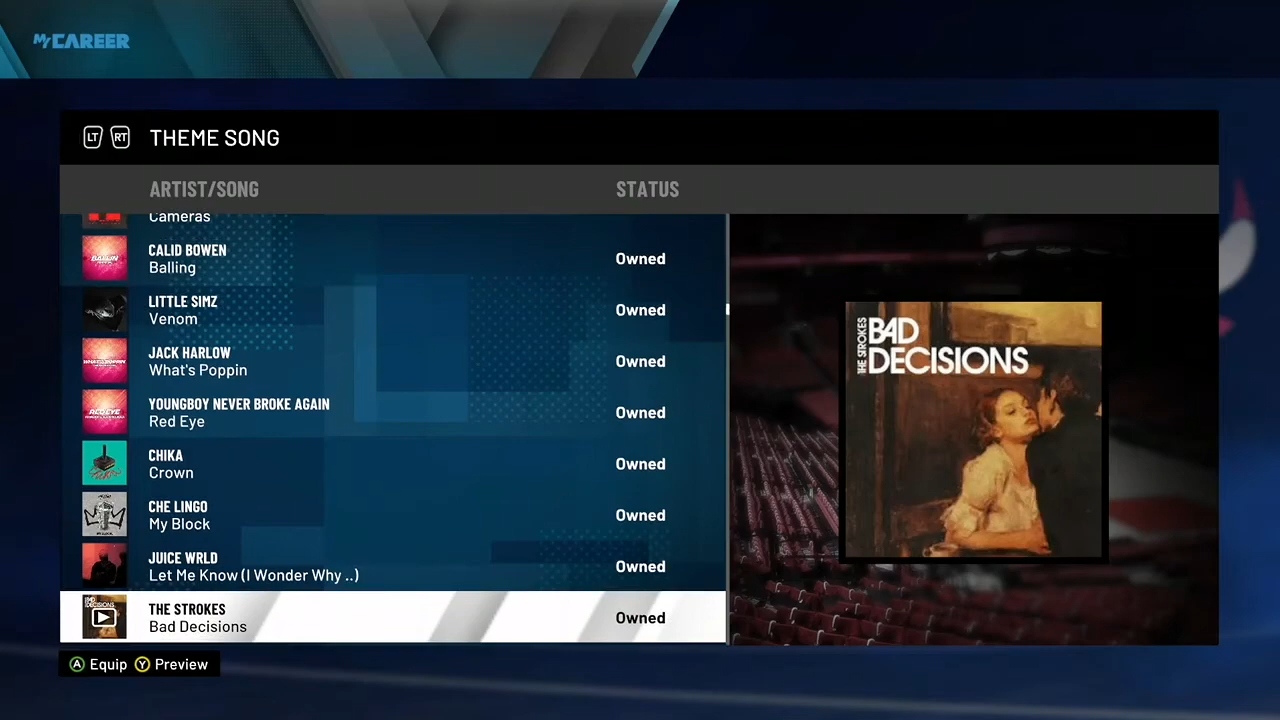 MyCAREER
LT RT THEME SONG
ARTIST/SONG STATUS
Cameras
CALID BOWEN
Balling
Owned
LITTLE SIMZ
Venom
Owned
JACK HARLOW
What's Poppin
Owned
YOUNGBOY NEVER BROKE AGAIN
Red Eye
Owned
CHIKA
Crown
Owned
CHE LINGO
My Block
Owned
JUICE WRLD
Let Me Know (I Wonder Why ..)
Owned
THE STROKES
Bad Decisions
Owned
THE STROKES
BAD
DECISIONS
A Equip Y Preview